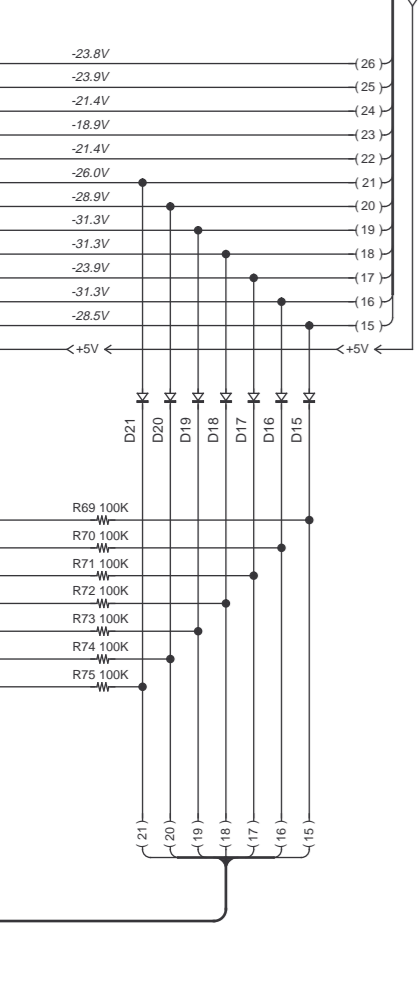 -23.8V (26)
-23.9V (25)
-21.4V (24)
-18.9V (23)
-21.4V (22)
-26.0V (21)
-28.9V (20)
-31.3V (19)
-31.3V (18)
-23.9V (17)
-31.3V (16)
-28.5V (15)
+5V +5V
D21 D20 D19 D18 D17 D16 D15
R69 100K
R70 100K
R71 100K
R72 100K
R73 100K
R74 100K
R75 100K
21 20 19 18 17 16 15